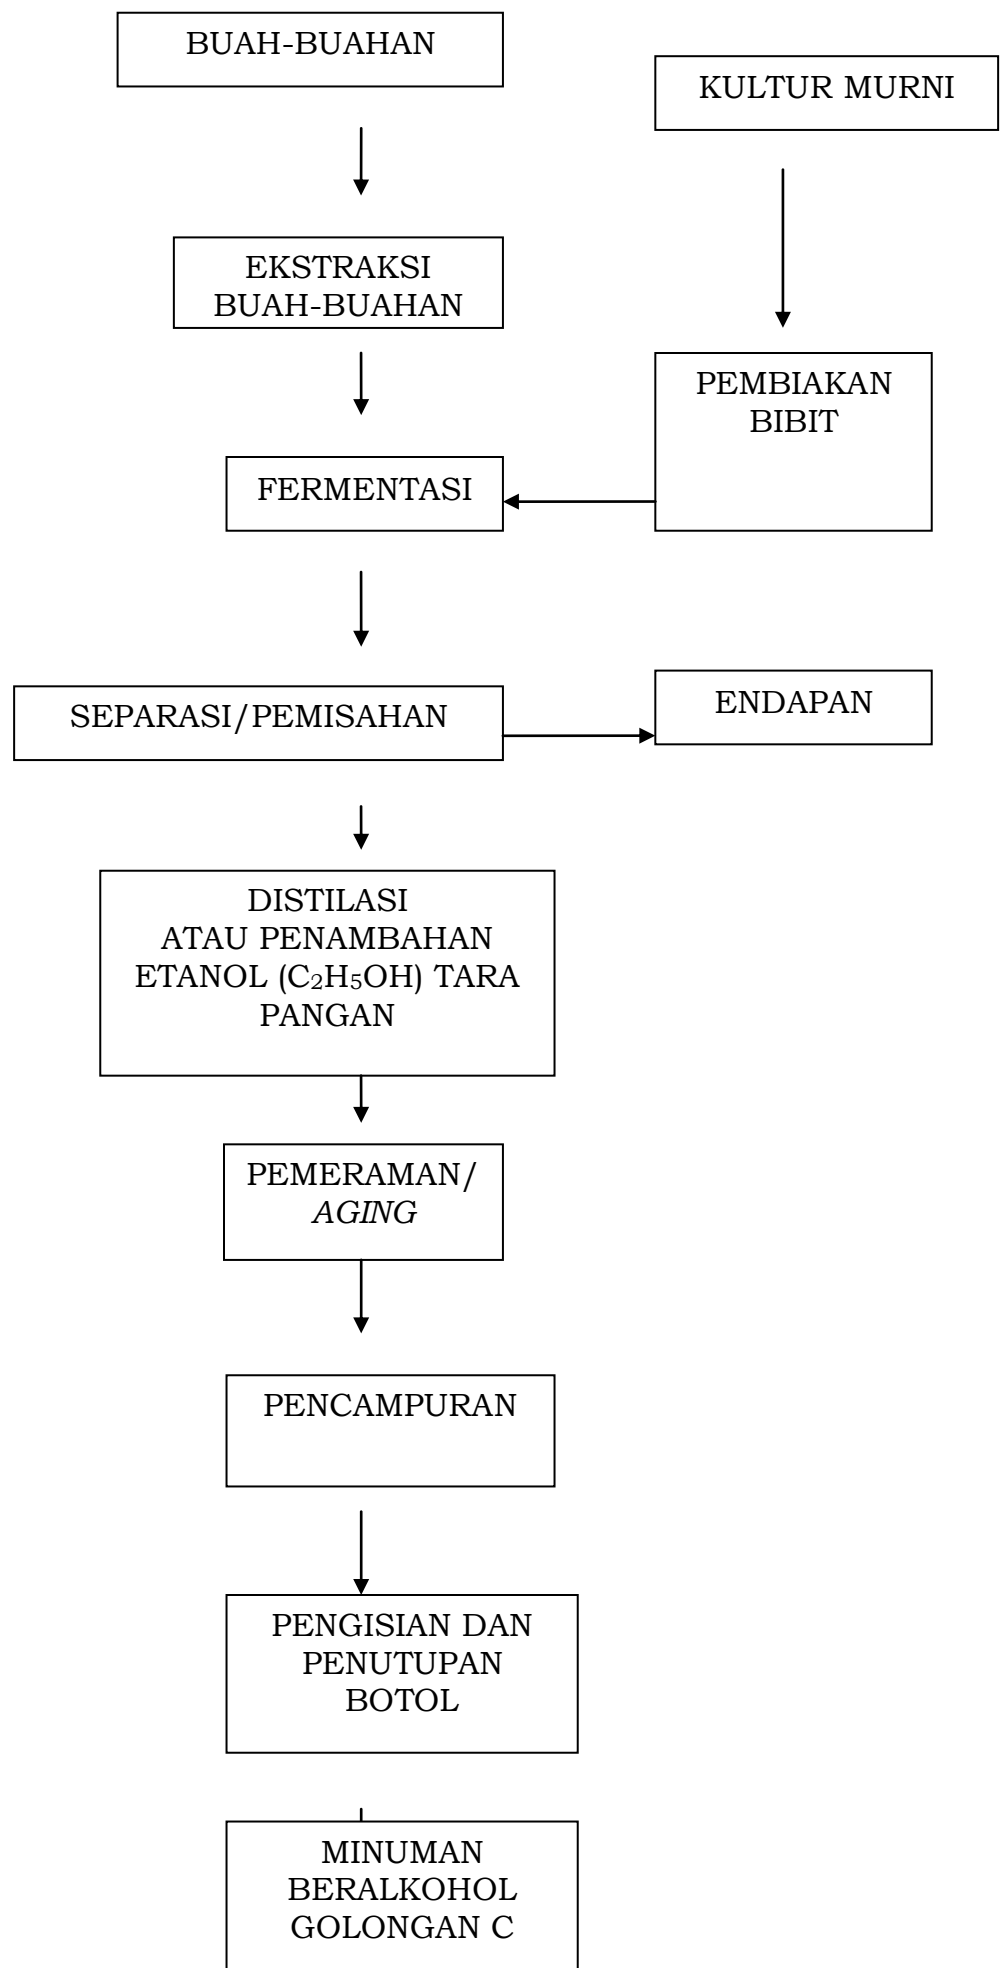 BUAH-BUAHAN
KULTUR MURNI
EKSTRAKSI
BUAH-BUAHAN
PEMBIAKAN
BIBIT
FERMENTASI
SEPARASI/PEMISAHAN
ENDAPAN
DISTILASI
ATAU PENAMBAHAN
ETANOL (C₂H₅OH) TARA
PANGAN
PEMERAMAN/
AGING
PENCAMPURAN
PENGISIAN DAN
PENUTUPAN
BOTOL
MINUMAN
BERALKOHOL
GOLONGAN C